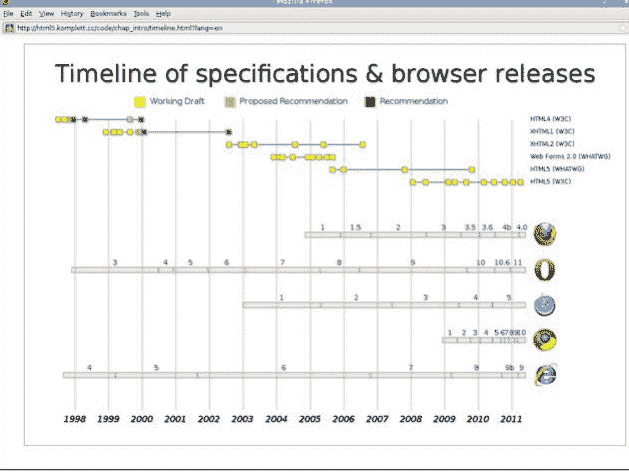 Mozilla Firefox
File Edit View History Bookmarks Tools Help
http://html5.komplett.cc/code/chap_intro/timeline.html?lang=en
Timeline of specifications & browser releases
Working Draft Proposed Recommendation Recommendation
HTML4 (W3C)
XHTML1 (W3C)
XHTML2 (W3C)
Web Forms 2.0 (WHATWG)
HTML5 (WHATWG)
HTML5 (W3C)
1 1.5 2 3 3.5 3.6 4b 4.0
3 4 5 6 7 8 9 10 10.6 11
1 2 3 4 5
1 2 3 4 5 6 7 8 9 10
4 5 6 7 8 9b 9
1998 1999 2000 2001 2002 2003 2004 2005 2006 2007 2008 2009 2010 2011